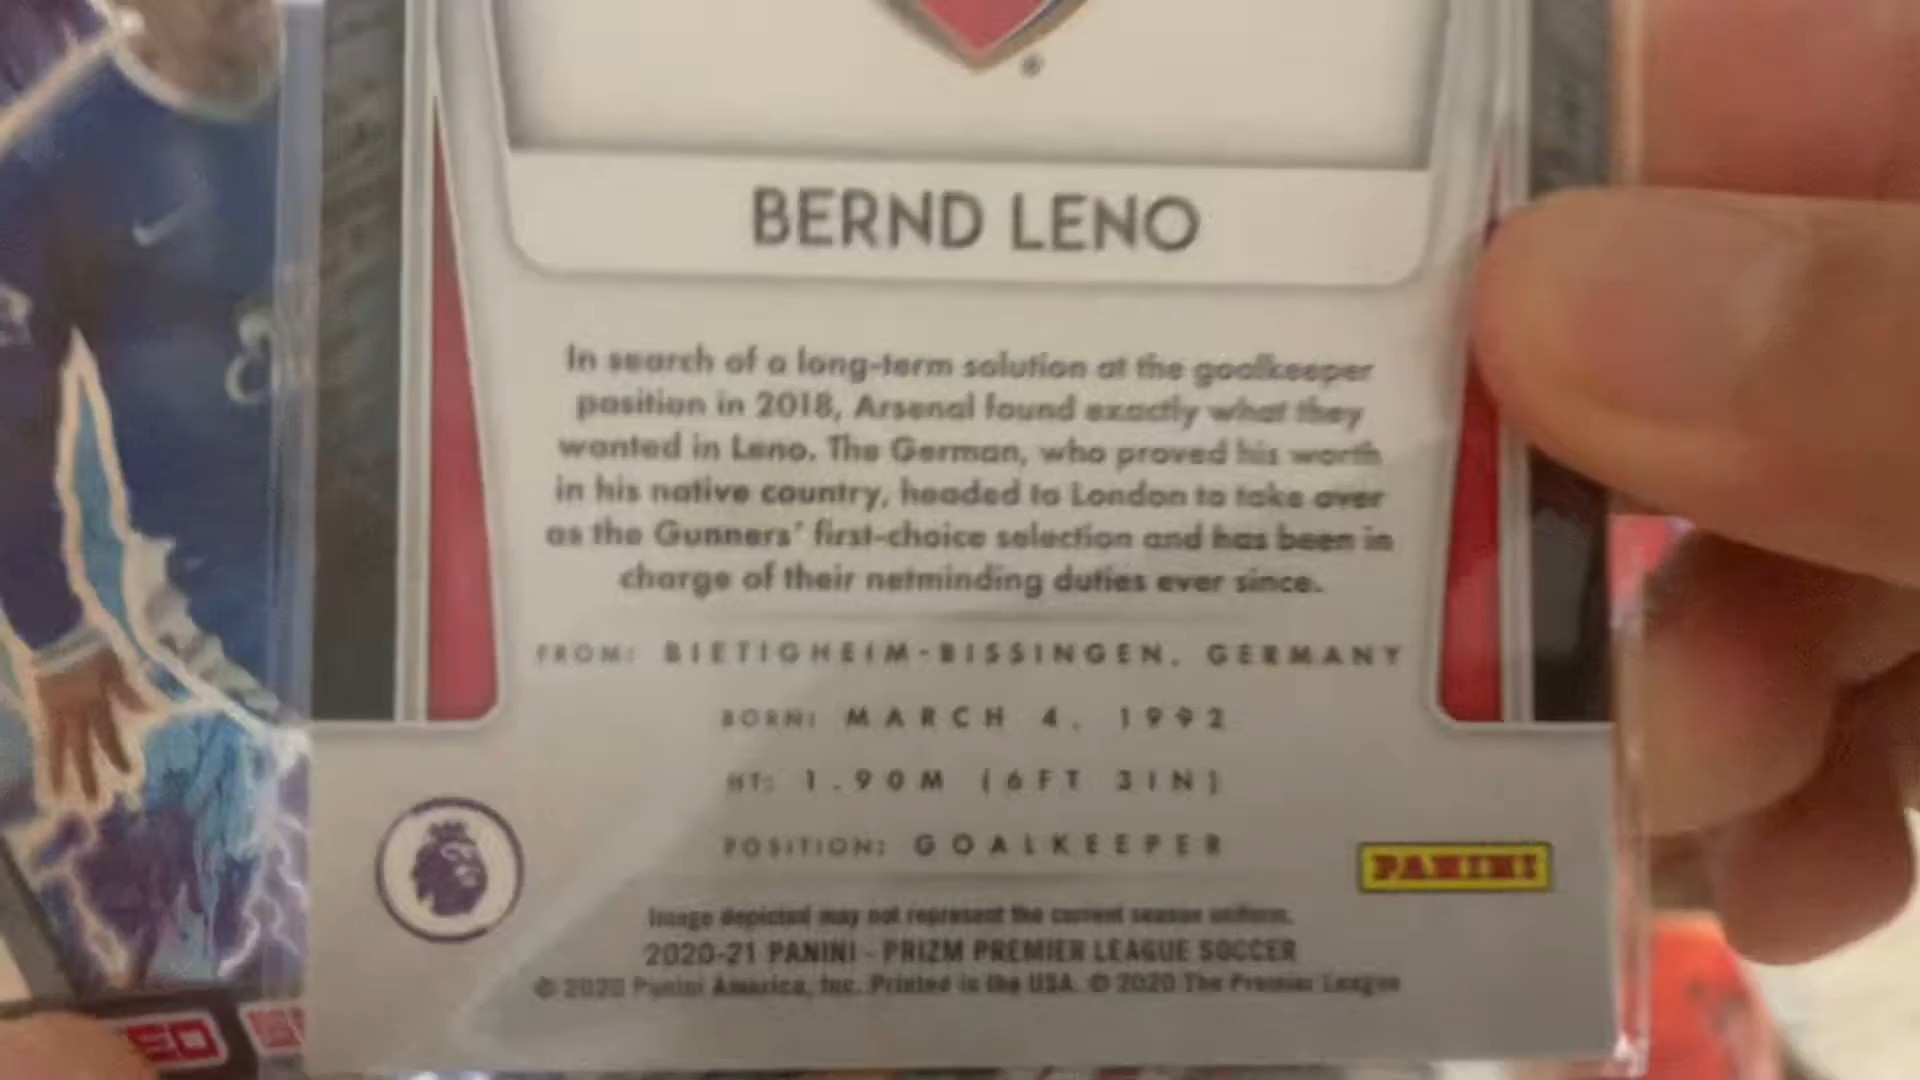 BERND LENO
In search of a long-term solution at the goalkeeper
position in 2018, Arsenal found exactly what they
wanted in Leno. The German, who proved his worth
in his native country, headed to London to take over
as the Gunners' first-choice selection and has been in
charge of their netminding duties ever since.
FROM: BIETIGHEIM-BISSINGEN, GERMANY
BORN: MARCH 4, 1992
HT: 1.90M (6FT 3IN)
POSITION: GOALKEEPER
PANINI
Image depicted may not represent the current season uniform.
2020-21 PANINI - PRIZM PREMIER LEAGUE SOCCER
© 2020 Panini America, Inc. Printed in the USA. © 2020 The Premier League